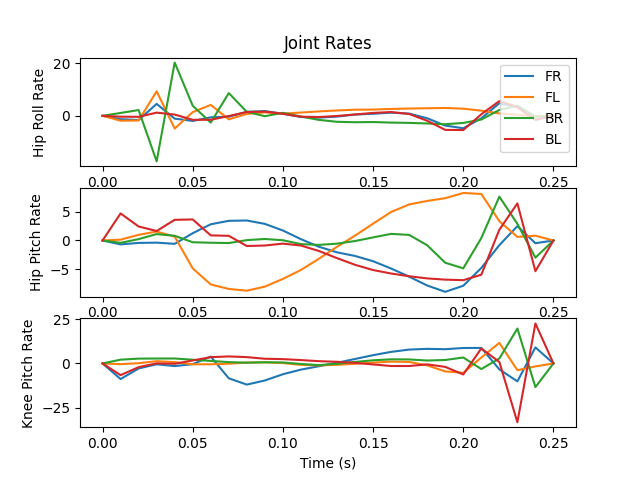 Joint Rates
Hip Roll Rate
20
0
FR
FL
BR
BL
0.00 0.05 0.10 0.15 0.20 0.25
Hip Pitch Rate
5
0
−5
0.00 0.05 0.10 0.15 0.20 0.25
Knee Pitch Rate
25
0
−25
0.00 0.05 0.10 0.15 0.20 0.25
Time (s)